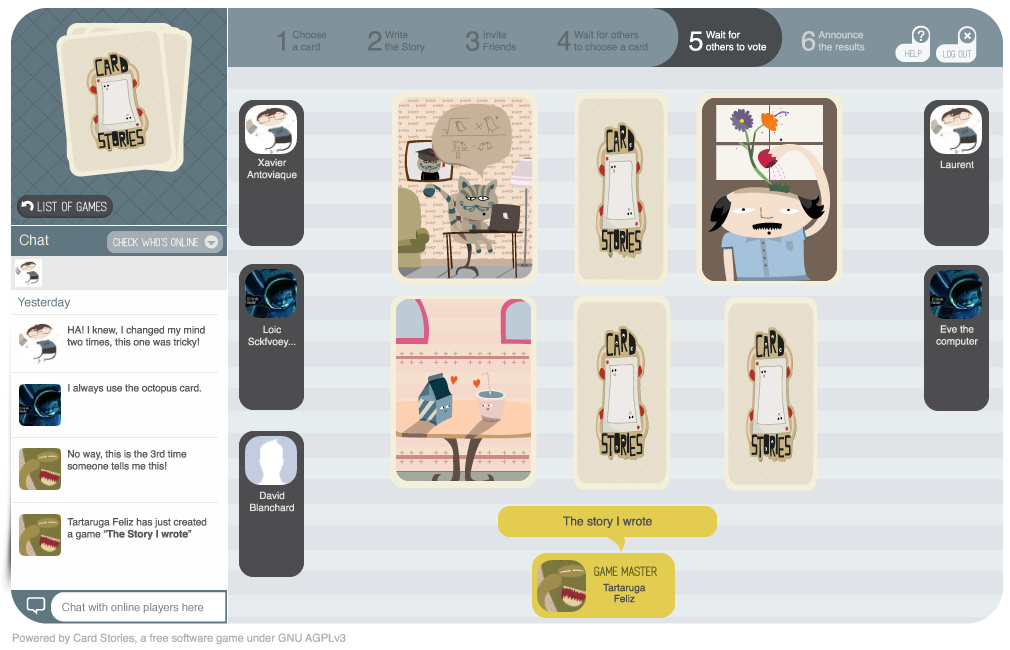 1 Choose
a card
2 Write
the Story
3 Invite
Friends
4 Wait for others
to choose a card
5 Wait for
others to vote
6 Announce
the results
?
HELP
×
LOG OUT
CARD
STORIES
LIST OF GAMES
Chat
CHECK WHO'S ONLINE
Yesterday
HA! I knew, I changed my mind
two times, this one was tricky!
I always use the octopus card.
No way, this is the 3rd time
someone tells me this!
Tartaruga Feliz has just created
a game "The Story I wrote"
Chat with online players here
Xavier
Antoviaque
Loic
Sckfvoey...
David
Blanchard
CARD
STORIES
CARD
STORIES
CARD
STORIES
Laurent
Eve the
computer
The story I wrote
GAME MASTER
Tartaruga
Feliz
Powered by Card Stories, a free software game under GNU AGPLv3